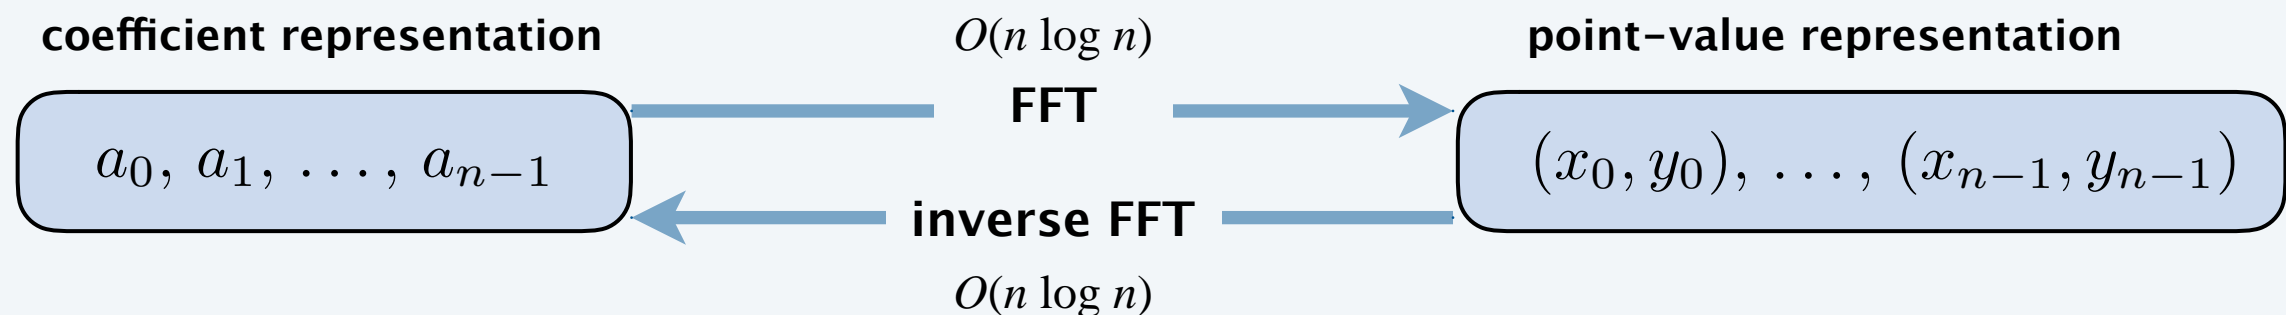 coefficient representation
O(n log n)
point-value representation
FFT
a₀, a₁, …, aₙ₋₁
(x₀, y₀), …, (xₙ₋₁, yₙ₋₁)
inverse FFT
O(n log n)